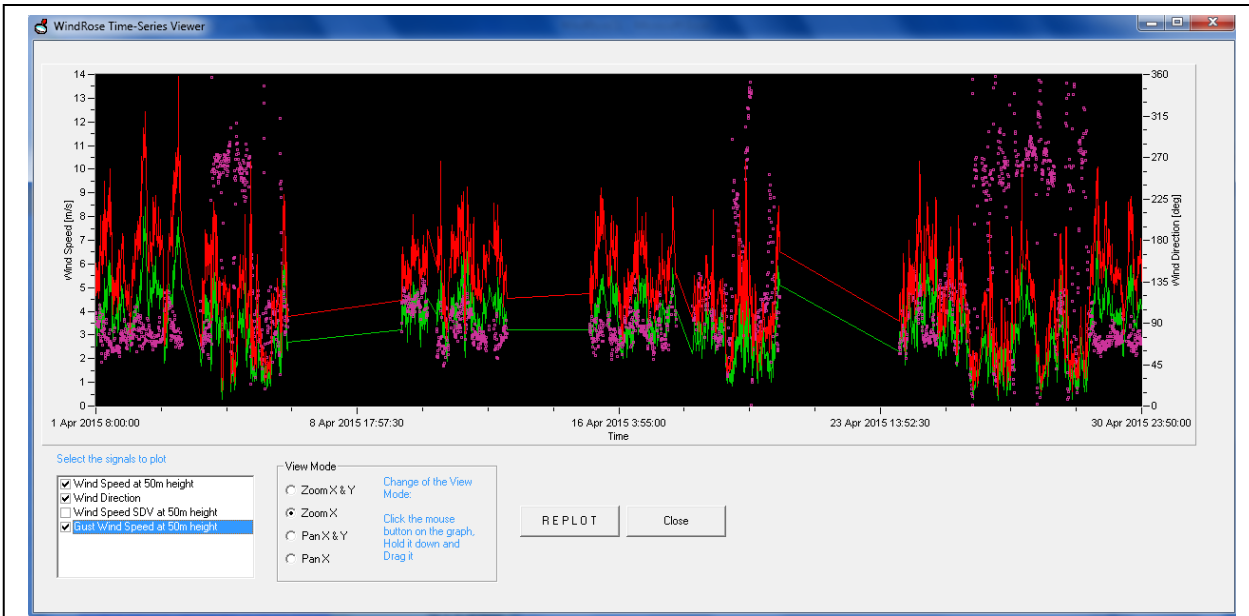 WindRose Time-Series Viewer
14
13
12
11
10
9
8
7
6
5
4
3
2
1
0
Wind Speed [m/s]
360
315
270
225
180
135
90
45
0
Wind Direction [deg]
1 Apr 2015 8:00:00
8 Apr 2015 17:57:30
16 Apr 2015 3:55:00
23 Apr 2015 13:52:30
30 Apr 2015 23:50:00
Time
Select the signals to plot
Wind Speed at 50m height
Wind Direction
Wind Speed SDV at 50m height
Gust Wind Speed at 50m height
View Mode
Zoom X & Y
Zoom X
Pan X & Y
Pan X
Change of the View
Mode:
Click the mouse
button on the graph,
Hold it down and
Drag it
R E P L O T
Close